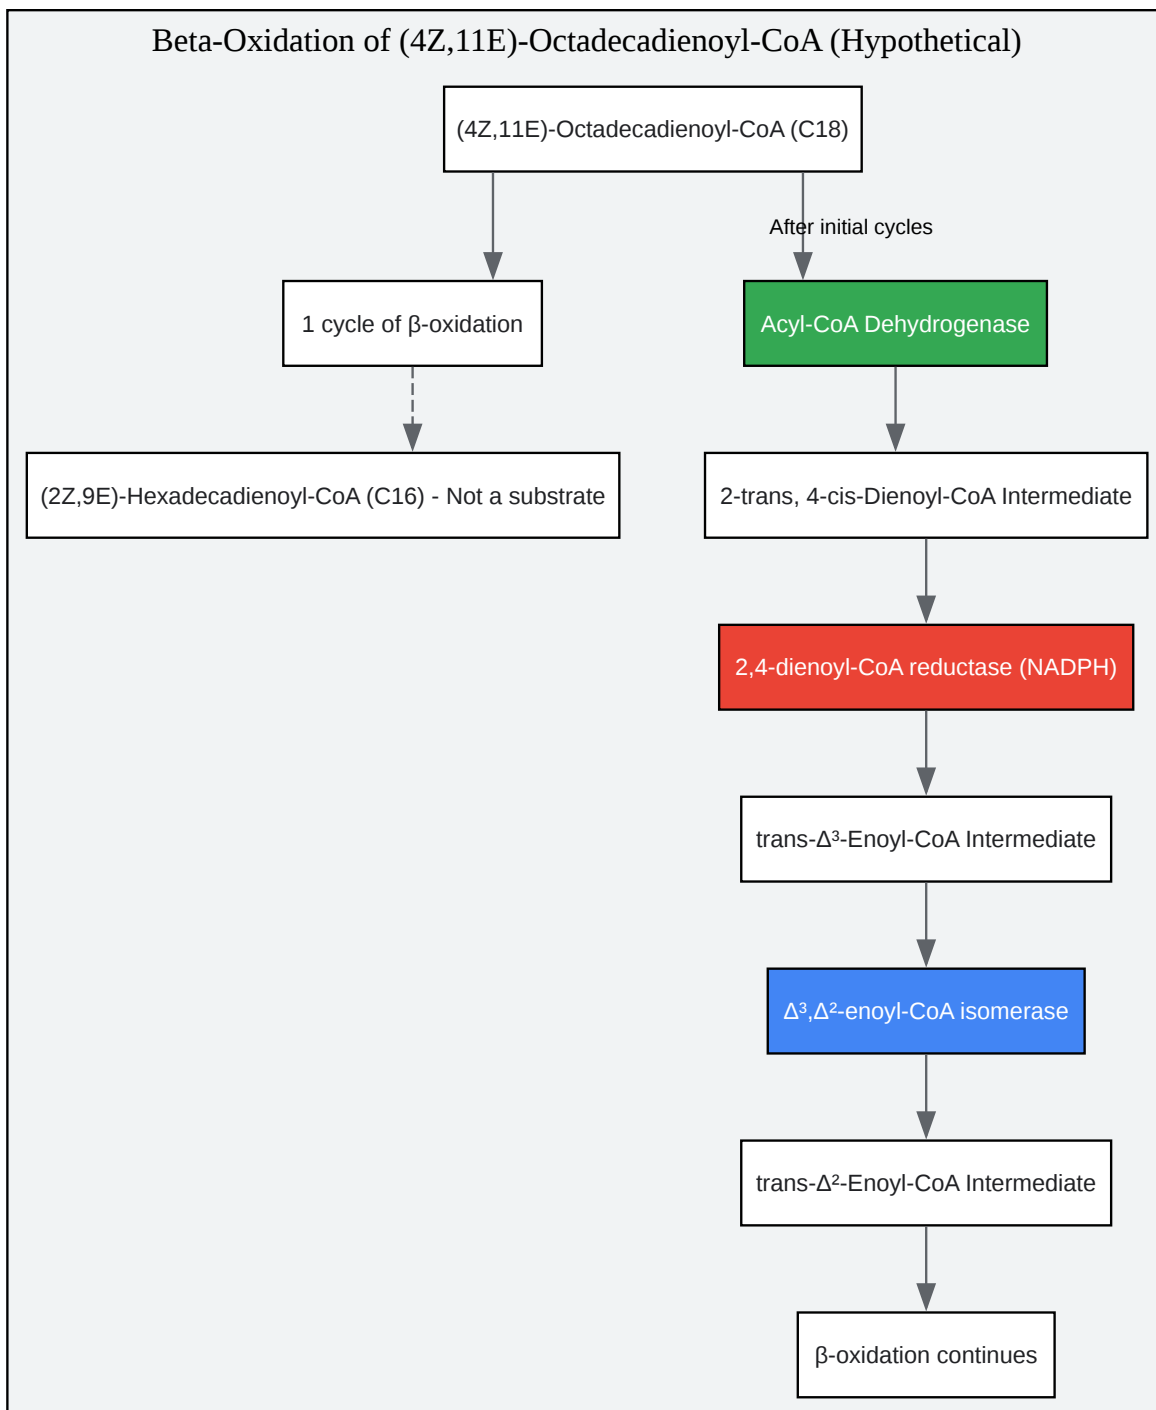 Beta-Oxidation of (4Z,11E)-Octadecadienoyl-CoA (Hypothetical)
(4Z,11E)-Octadecadienoyl-CoA (C18)
After initial cycles
1 cycle of β-oxidation
Acyl-CoA Dehydrogenase
(2Z,9E)-Hexadecadienoyl-CoA (C16) - Not a substrate
2-trans, 4-cis-Dienoyl-CoA Intermediate
2,4-dienoyl-CoA reductase (NADPH)
trans-Δ³-Enoyl-CoA Intermediate
Δ³,Δ²-enoyl-CoA isomerase
trans-Δ²-Enoyl-CoA Intermediate
β-oxidation continues